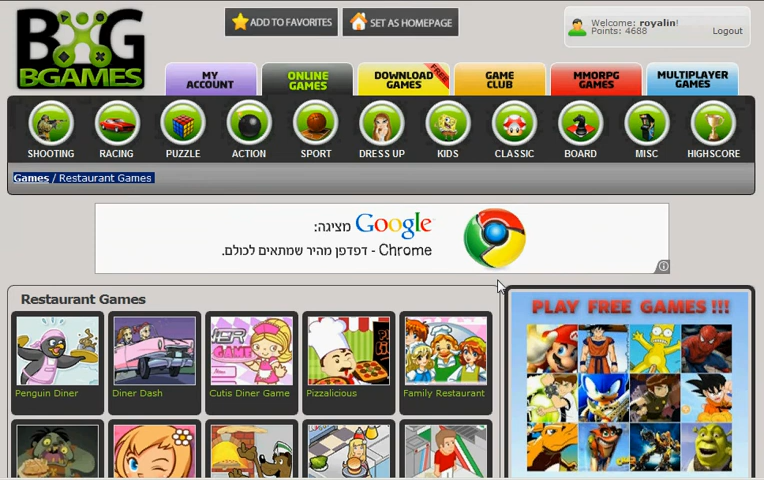 BGAMES
ADD TO FAVORITES
SET AS HOMEPAGE
Welcome: royalin!
Points: 4688
Logout
MY ACCOUNT
ONLINE GAMES
DOWNLOAD GAMES
FREE
GAME CLUB
MMORPG GAMES
MULTIPLAYER GAMES
SHOOTING
RACING
PUZZLE
ACTION
SPORT
DRESS UP
KIDS
CLASSIC
BOARD
MISC
HIGHSCORE
Games / Restaurant Games
Google מציגה:
Chrome - דפדפן מהיר שמתאים לכולם.
Restaurant Games
PLAY FREE GAMES !!!
Penguin Diner
Diner Dash
Cutis Diner Game
Pizzalicious
Family Restaurant